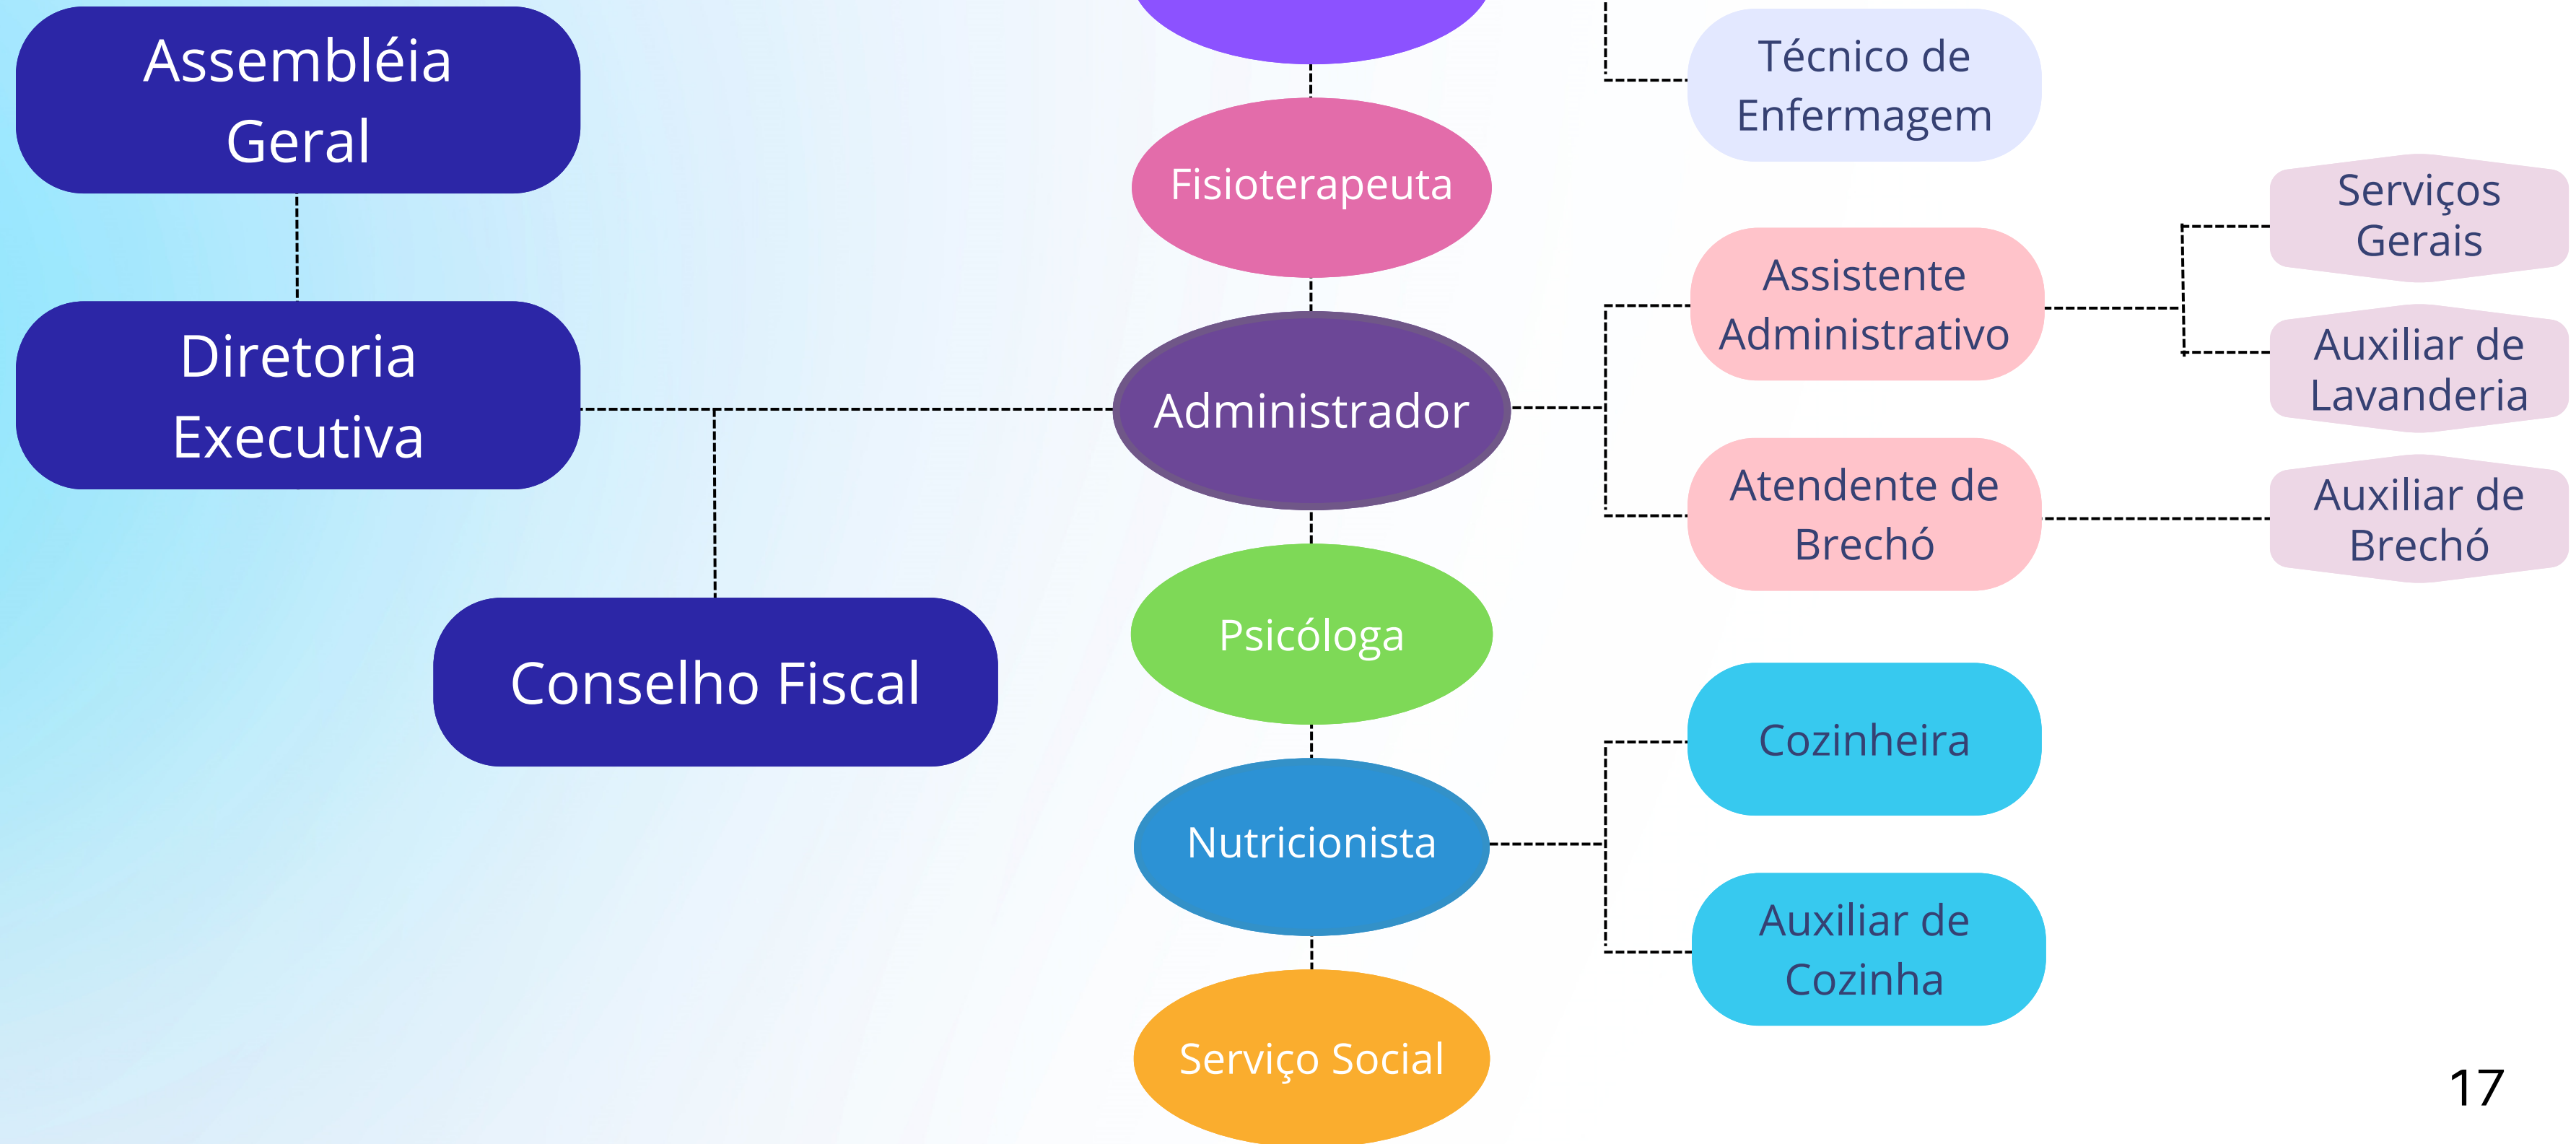 Assembléia
Geral
Diretoria
Executiva
Conselho Fiscal
Fisioterapeuta
Administrador
Psicóloga
Nutricionista
Serviço Social
Técnico de
Enfermagem
Assistente
Administrativo
Atendente de
Brechó
Cozinheira
Auxiliar de
Cozinha
Serviços
Gerais
Auxiliar de
Lavanderia
Auxiliar de
Brechó
17